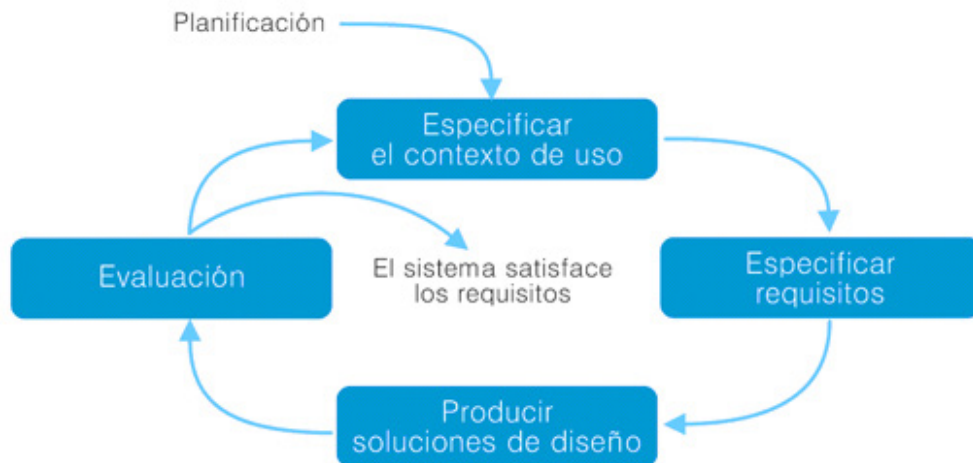 Planificación
Especificar
el contexto de uso
Evaluación
El sistema satisface
los requisitos
Especificar
requisitos
Producir
soluciones de diseño